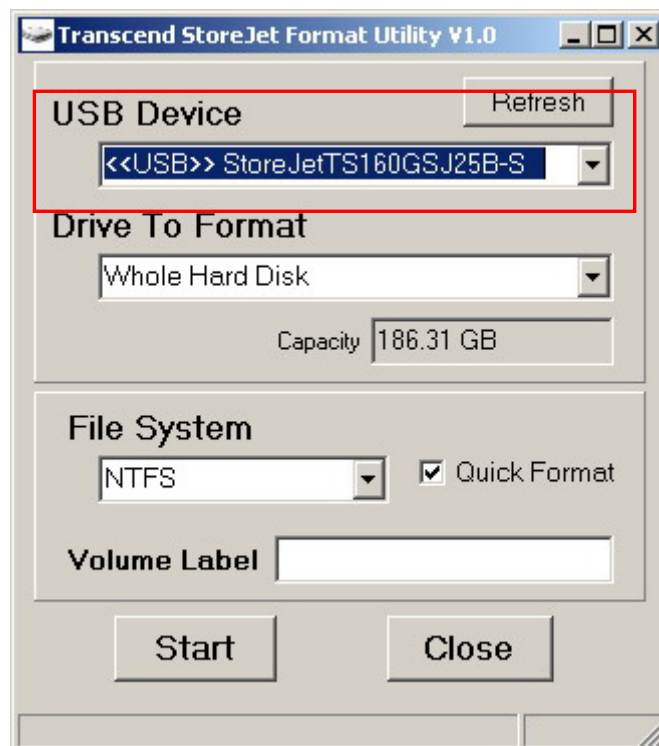 Transcend StoreJet Format Utility V1.0
Refresh
USB Device
<<USB>> StoreJetTS160GSJ25B-S
Drive To Format
Whole Hard Disk
Capacity 186.31 GB
File System
NTFS
Quick Format
Volume Label
Start Close